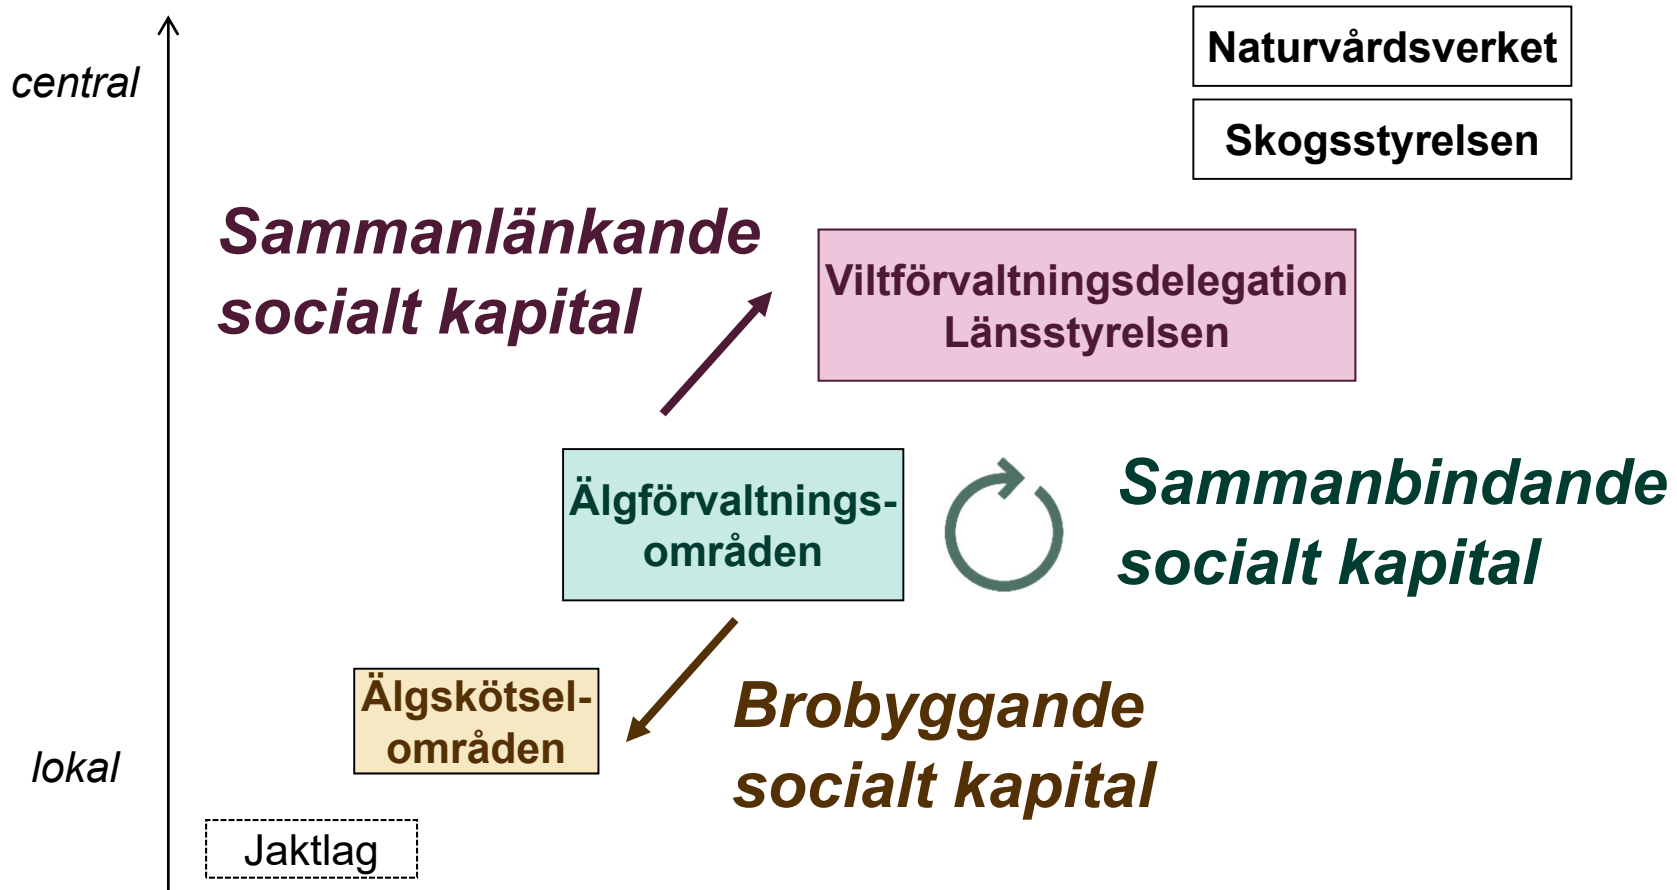 central
Naturvårdsverket
Skogsstyrelsen
Sammanlänkande
socialt kapital
Viltförvaltningsdelegation
Länsstyrelsen
Älgförvaltnings-
områden
Sammanbindande
socialt kapital
Älgskötsel-
områden
Brobyggande
socialt kapital
lokal
Jaktlag